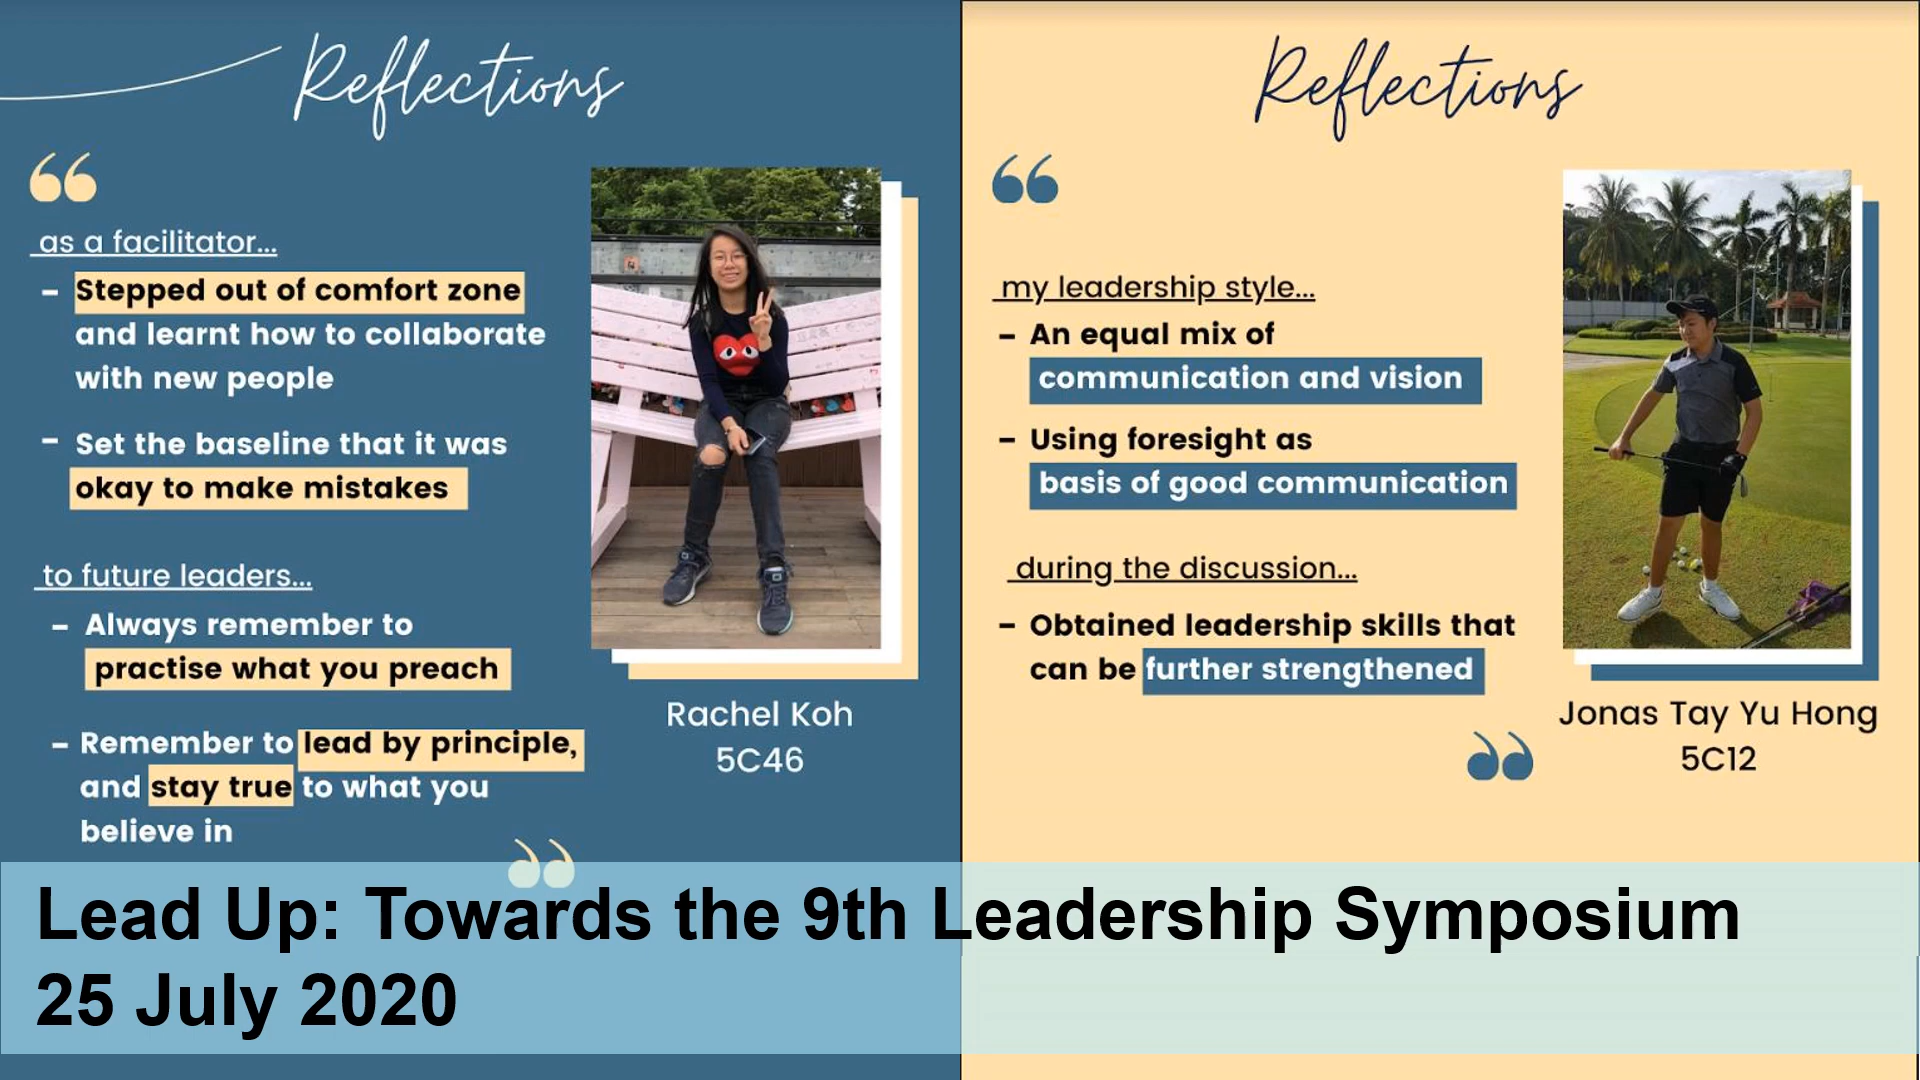 Reflections
as a facilitator...
- Stepped out of comfort zone
and learnt how to collaborate
with new people
- Set the baseline that it was
okay to make mistakes
to future leaders...
- Always remember to
practise what you preach
- Remember to lead by principle,
and stay true to what you
believe in
Rachel Koh
5C46
Reflections
my leadership style...
- An equal mix of
communication and vision
- Using foresight as
basis of good communication
during the discussion...
- Obtained leadership skills that
can be further strengthened
Jonas Tay Yu Hong
5C12
Lead Up: Towards the 9th Leadership Symposium
25 July 2020